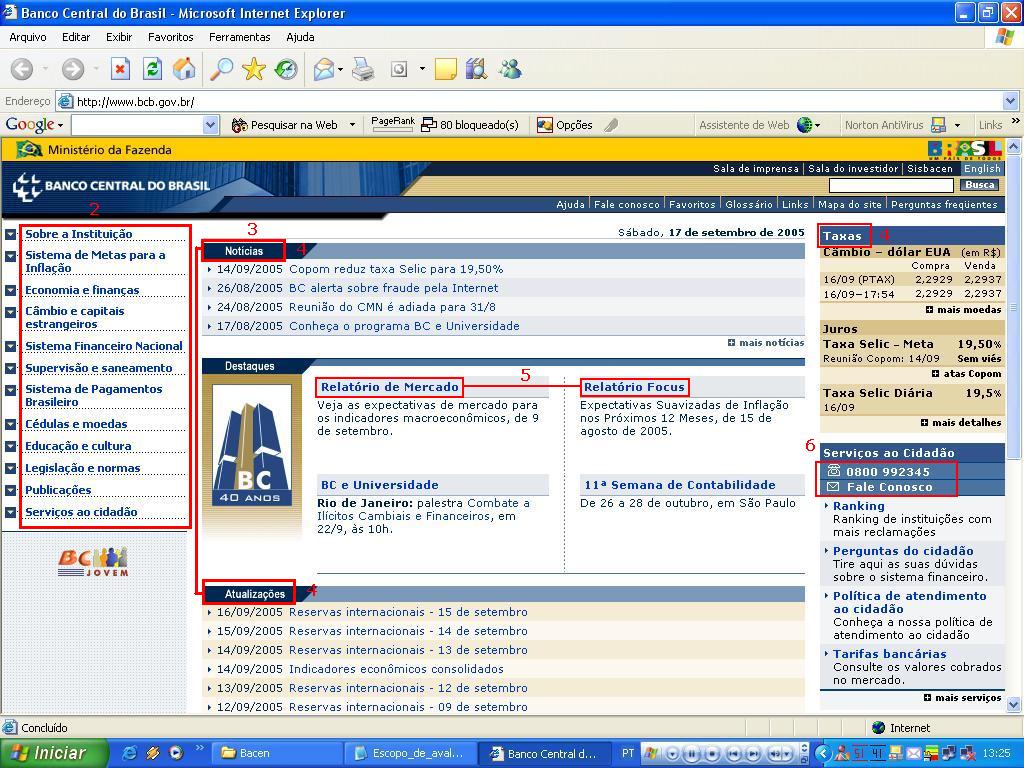 Banco Central do Brasil - Microsoft Internet Explorer
Arquivo Editar Exibir Favoritos Ferramentas Ajuda
Endereço http://www.bcb.gov.br/
Google Pesquisar na Web PageRank 80 bloqueado(s) Opções Assistente de Web Norton AntiVirus Links
Ministério da Fazenda
BRASIL
UM PAÍS DE TODOS
Sala de imprensa | Sala do investidor | Sisbacen English
BANCO CENTRAL DO BRASIL
Busca
Ajuda | Fale conosco | Favoritos | Glossário | Links | Mapa do site | Perguntas freqüentes
2
Sobre a Instituição
Sistema de Metas para a
Inflação
Economia e finanças
Câmbio e capitais
estrangeiros
Sistema Financeiro Nacional
Supervisão e saneamento
Sistema de Pagamentos
Brasileiro
Cédulas e moedas
Educação e cultura
Legislação e normas
Publicações
Serviços ao cidadão
BC
JOVEM
Sábado, 17 de setembro de 2005
3
Notícias 4
14/09/2005 Copom reduz taxa Selic para 19,50%
26/08/2005 BC alerta sobre fraude pela Internet
24/08/2005 Reunião do CMN é adiada para 31/8
17/08/2005 Conheça o programa BC e Universidade
mais notícias
Destaques
BC
40 ANOS
5
Relatório de Mercado
Veja as expectativas de mercado para
os indicadores macroeconômicos, de 9
de setembro.
Relatório Focus
Expectativas Suavizadas de Inflação
nos Próximos 12 Meses, de 15 de
agosto de 2005.
BC e Universidade
Rio de Janeiro: palestra Combate a
Ilícitos Cambiais e Financeiros, em
22/9, às 10h.
11ª Semana de Contabilidade
De 26 a 28 de outubro, em São Paulo
Atualizações 4
16/09/2005 Reservas internacionais - 15 de setembro
15/09/2005 Reservas internacionais - 14 de setembro
14/09/2005 Reservas internacionais - 13 de setembro
14/09/2005 Indicadores econômicos consolidados
13/09/2005 Reservas internacionais - 12 de setembro
12/09/2005 Reservas internacionais - 09 de setembro
Taxas 4
Câmbio - dólar EUA (em R$)
Compra Venda
16/09 (PTAX) 2,2929 2,2937
16/09-17:54 2,2929 2,2937
mais moedas
Juros
Taxa Selic - Meta 19,50%
Reunião Copom: 14/09 Sem viés
atas Copom
Taxa Selic Diária 19,5%
16/09
mais detalhes
6
Serviços ao Cidadão
0800 992345
Fale Conosco
Ranking
Ranking de instituições com
mais reclamações
Perguntas do cidadão
Tire aqui as suas dúvidas
sobre o sistema financeiro.
Política de atendimento
ao cidadão
Conheça a nossa política de
atendimento ao cidadão
Tarifas bancárias
Consulte os valores cobrados
no mercado.
mais serviços
Concluído Internet
Iniciar Bacen Escopo_de_aval... Banco Central d... PT 51 41 13:25